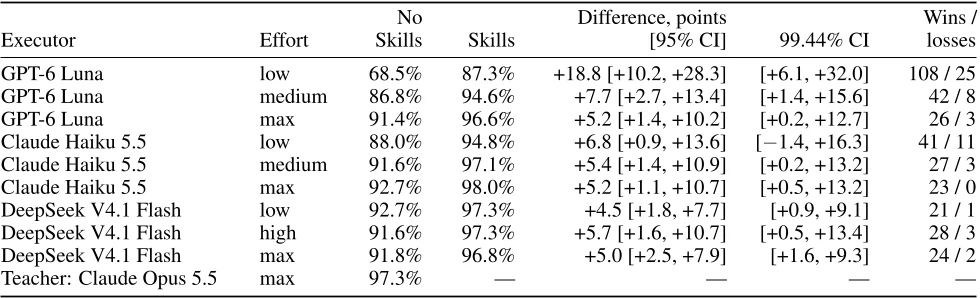 No Difference, points Wins /
Executor Effort Skills Skills [95% CI] 99.44% CI losses
GPT-6 Luna low 68.5% 87.3% +18.8 [+10.2, +28.3] [+6.1, +32.0] 108 / 25
GPT-6 Luna medium 86.8% 94.6% +7.7 [+2.7, +13.4] [+1.4, +15.6] 42 / 8
GPT-6 Luna max 91.4% 96.6% +5.2 [+1.4, +10.2] [+0.2, +12.7] 26 / 3
Claude Haiku 5.5 low 88.0% 94.8% +6.8 [+0.9, +13.6] [−1.4, +16.3] 41 / 11
Claude Haiku 5.5 medium 91.6% 97.1% +5.4 [+1.4, +10.9] [+0.2, +13.2] 27 / 3
Claude Haiku 5.5 max 92.7% 98.0% +5.2 [+1.1, +10.7] [+0.5, +13.2] 23 / 0
DeepSeek V4.1 Flash low 92.7% 97.3% +4.5 [+1.8, +7.7] [+0.9, +9.1] 21 / 1
DeepSeek V4.1 Flash high 91.6% 97.3% +5.7 [+1.6, +10.7] [+0.5, +13.4] 28 / 3
DeepSeek V4.1 Flash max 91.8% 96.8% +5.0 [+2.5, +7.9] [+1.6, +9.3] 24 / 2
Teacher: Claude Opus 5.5 max 97.3% — — — —